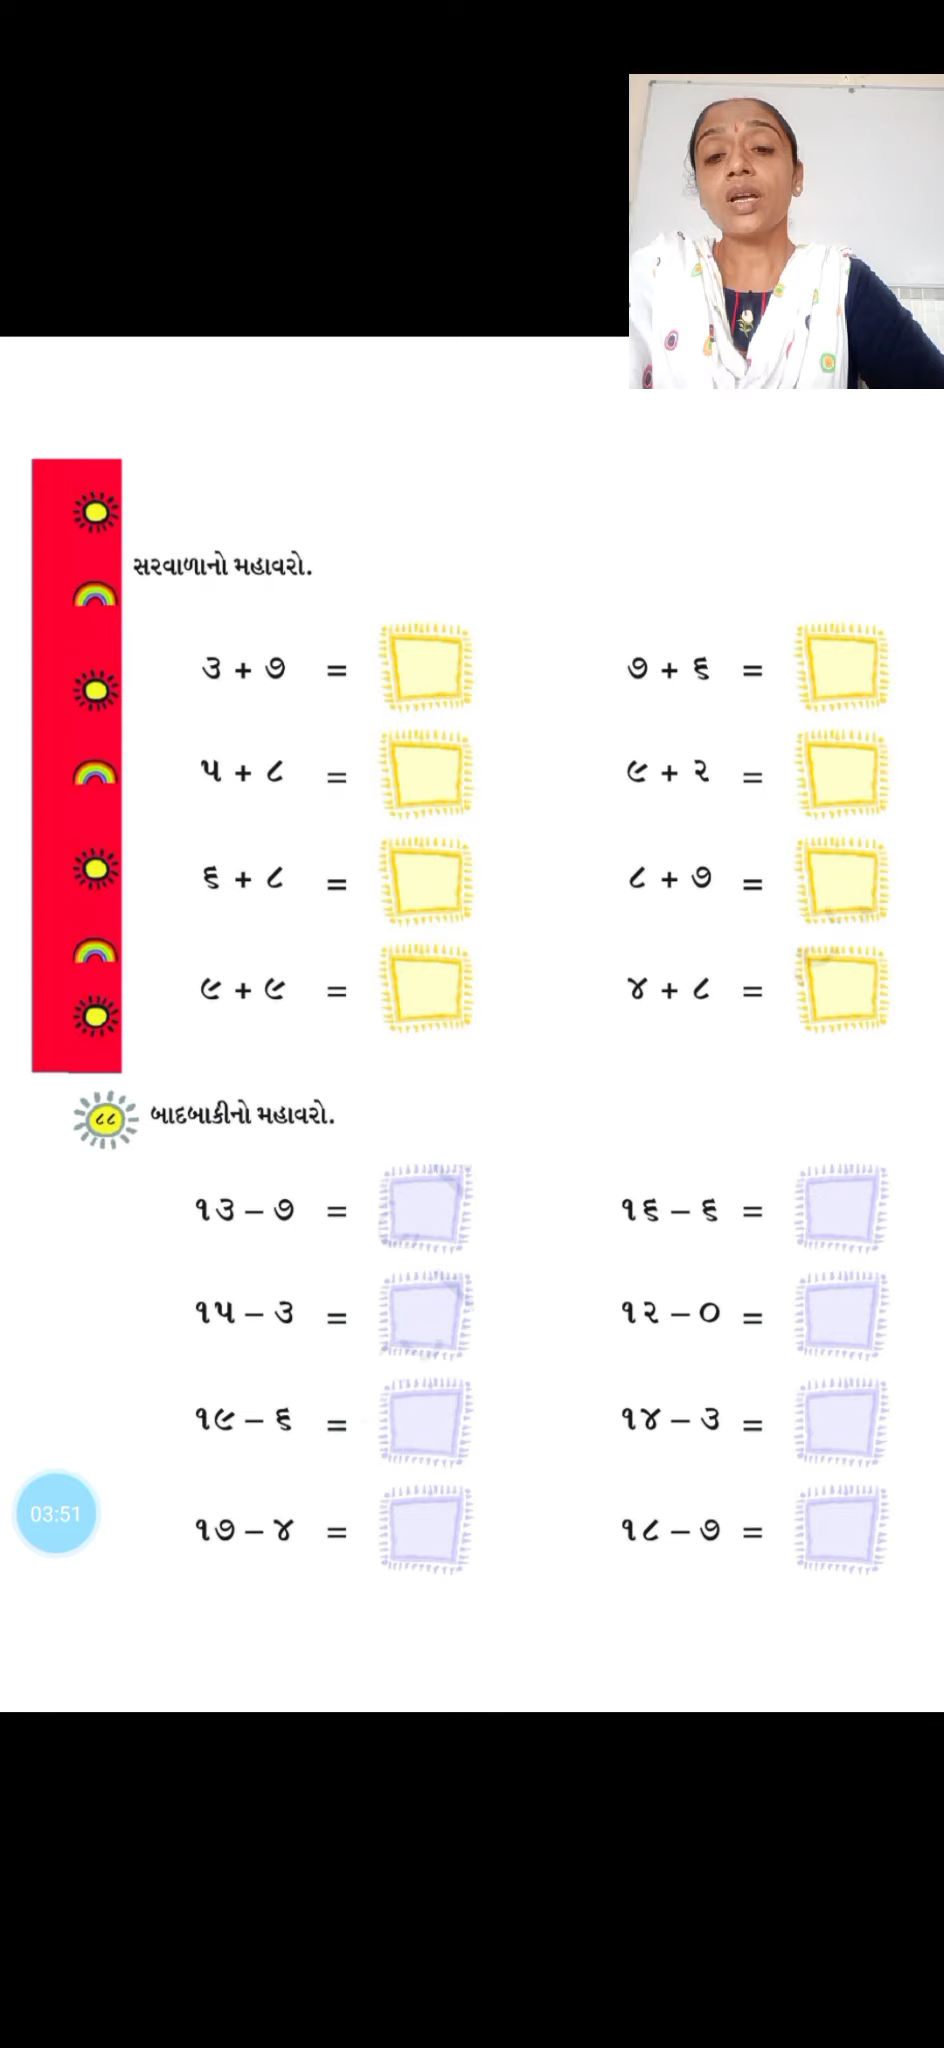 સરવાળાનો મહાવરો.
૩ + ૭ = ૭ + ૬ =
૫ + ૮ = ૯ + ૨ =
૬ + ૮ = ૮ + ૭ =
૯ + ૯ = ૪ + ૮ =
૮૮ બાદબાકીનો મહાવરો.
૧૩ – ૭ = ૧૬ – ૬ =
૧૫ – ૩ = ૧૨ – ૦ =
૧૯ – ૬ = ૧૪ – ૩ =
03:51
૧૭ – ૪ = ૧૮ – ૭ =